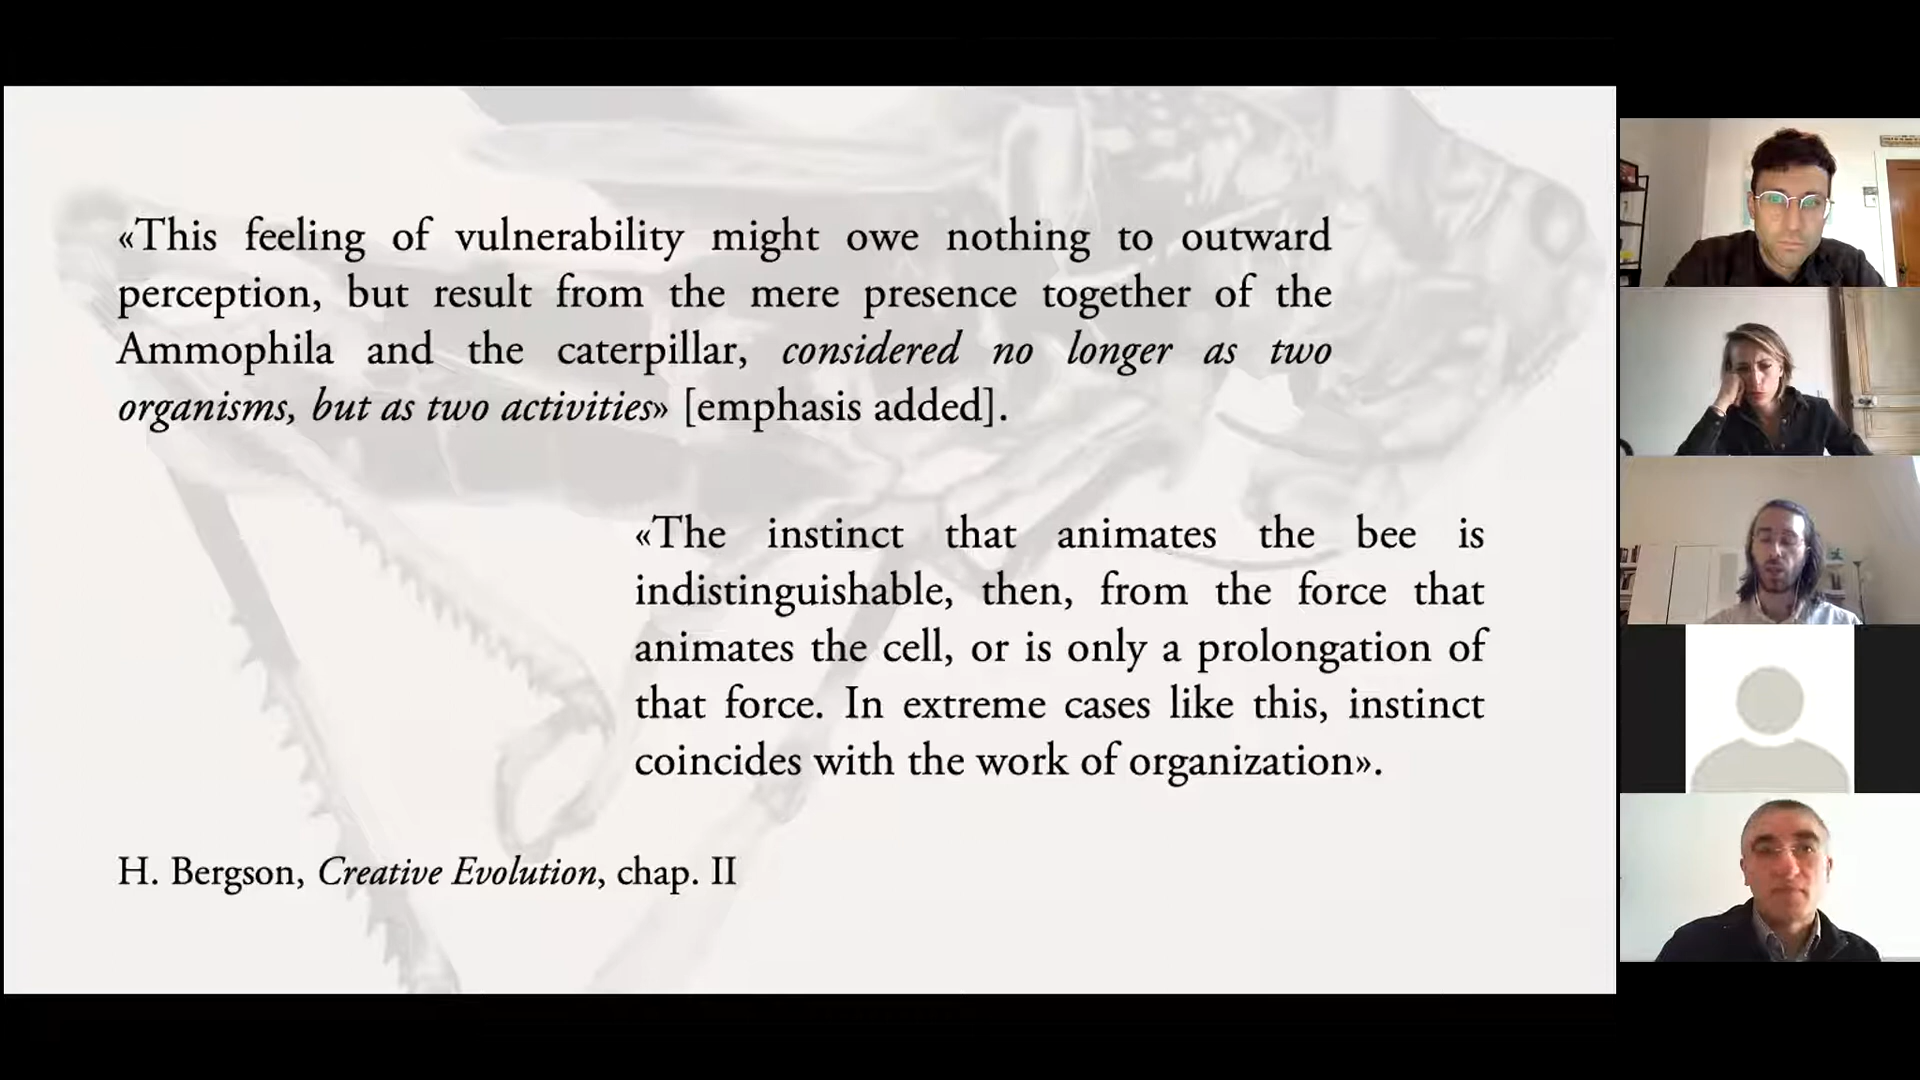 «This feeling of vulnerability might owe nothing to outward
perception, but result from the mere presence together of the
Ammophila and the caterpillar, considered no longer as two
organisms, but as two activities» [emphasis added].
«The instinct that animates the bee is
indistinguishable, then, from the force that
animates the cell, or is only a prolongation of
that force. In extreme cases like this, instinct
coincides with the work of organization».
H. Bergson, Creative Evolution, chap. II